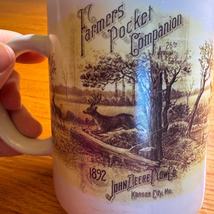 Farmers'
Pocket
Companion
1892
John Deere Plow Co.
Kansas City, Mo.